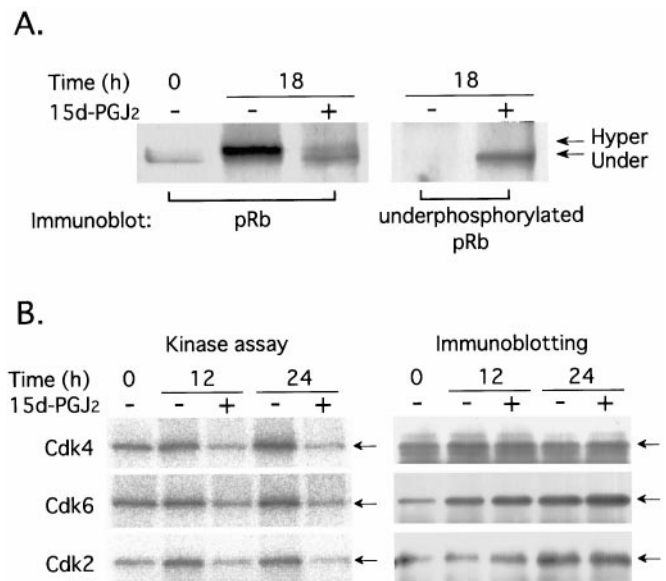 A.
Time (h) 0 18 18
15d-PGJ2 - - + - +
Hyper
Under
Immunoblot: pRb underphosphorylated pRb
B.
Kinase assay Immunoblotting
Time (h) 0 12 24 0 12 24
15d-PGJ2 - - + - + - - + - +
Cdk4
Cdk6
Cdk2